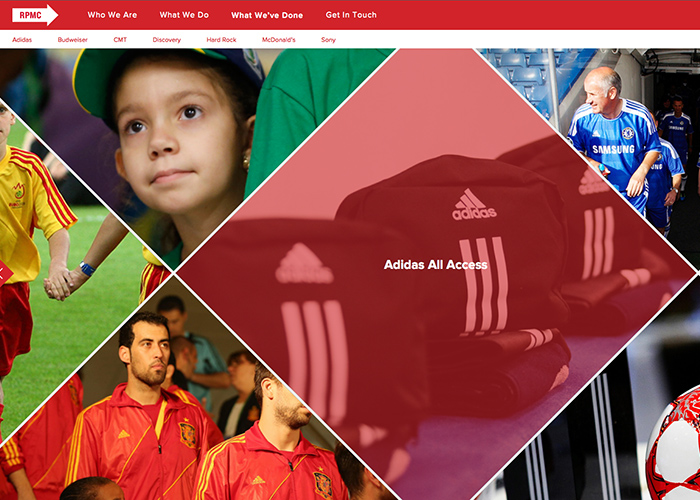 RPMC Who We Are What We Do What We've Done Get In Touch
Adidas Budweiser CMT Discovery Hard Rock McDonald's Sony
SAMSUNG
adidas
Adidas All Access